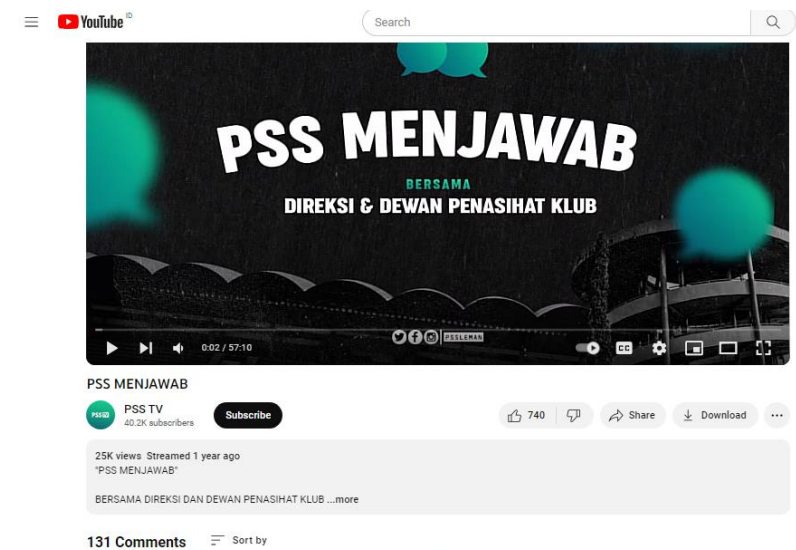 YouTube ID
Search
PSS MENJAWAB
BERSAMA
DIREKSI & DEWAN PENASIHAT KLUB
PSSLEMAN
0:02 / 57:10
CC
PSS MENJAWAB
PSS TV
40.2K subscribers
Subscribe
740
Share
Download
25K views Streamed 1 year ago
"PSS MENJAWAB"
BERSAMA DIREKSI DAN DEWAN PENASIHAT KLUB ...more
131 Comments
Sort by